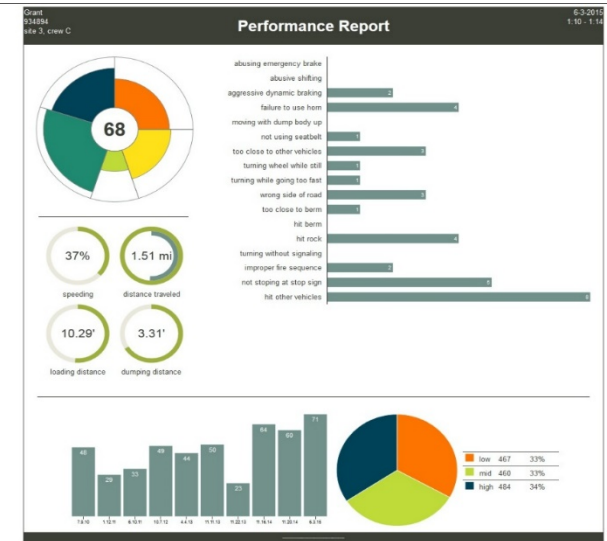 Grant
934894
site 3, crew C
Performance Report
6-3-2015
1:10 - 1:14
68
abusing emergency brake
abusive shifting
aggressive dynamic braking 2
failure to use horn 4
moving with dump body up
not using seatbelt 1
too close to other vehicles 3
turning wheel while still 1
turning while going too fast 1
wrong side of road 3
too close to berm 1
hit berm
hit rock 4
turning without signaling
improper fire sequence 2
not stoping at stop sign 5
hit other vehicles 8
37%
speeding
1.51 mi
distance traveled
10.29'
loading distance
3.31'
dumping distance
48 29 33 49 44 50 23 64 60 71
low 467 33%
mid 460 33%
high 484 34%